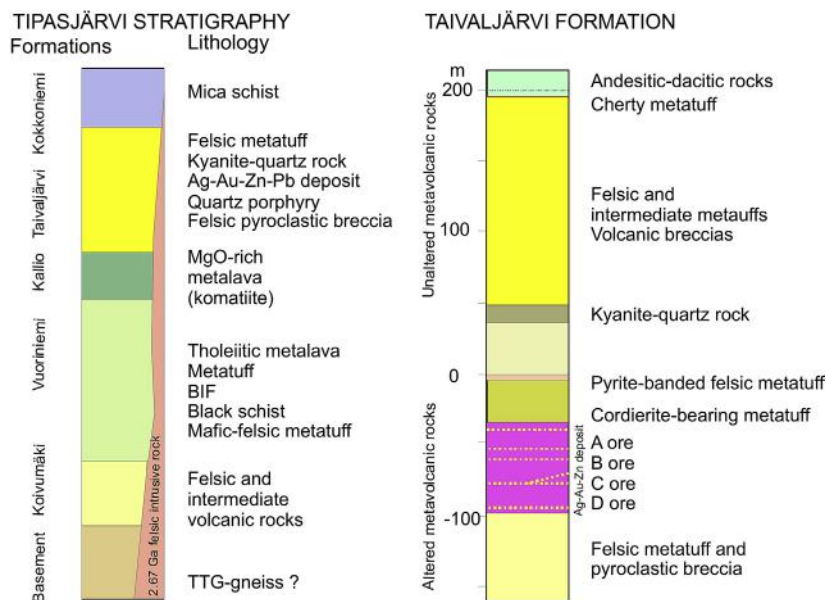 TIPASJÄRVI STRATIGRAPHY
Formations
Lithology
Kokkoniemi
Mica schist
Taivaljärvi
Felsic metatuff
Kyanite-quartz rock
Ag-Au-Zn-Pb deposit
Quartz porphyry
Felsic pyroclastic breccia
Kallio
MgO-rich
metalava
(komatiite)
Vuoriniemi
Tholeiitic metalava
Metatuff
BIF
Black schist
Mafic-felsic metatuff
Koivumäki
Felsic and
intermediate
volcanic rocks
Basement
TTG-gneiss ?
2.67 Ga felsic intrusive rock
TAIVALJÄRVI FORMATION
m
200
100
0
-100
Unaltered metavolcanic rocks
Altered metavolcanic rocks
Andesitic-dacitic rocks
Cherty metatuff
Felsic and
intermediate metauffs
Volcanic breccias
Kyanite-quartz rock
Pyrite-banded felsic metatuff
Cordierite-bearing metatuff
Ag-Au-Zn deposit
A ore
B ore
C ore
D ore
Felsic metatuff and
pyroclastic breccia